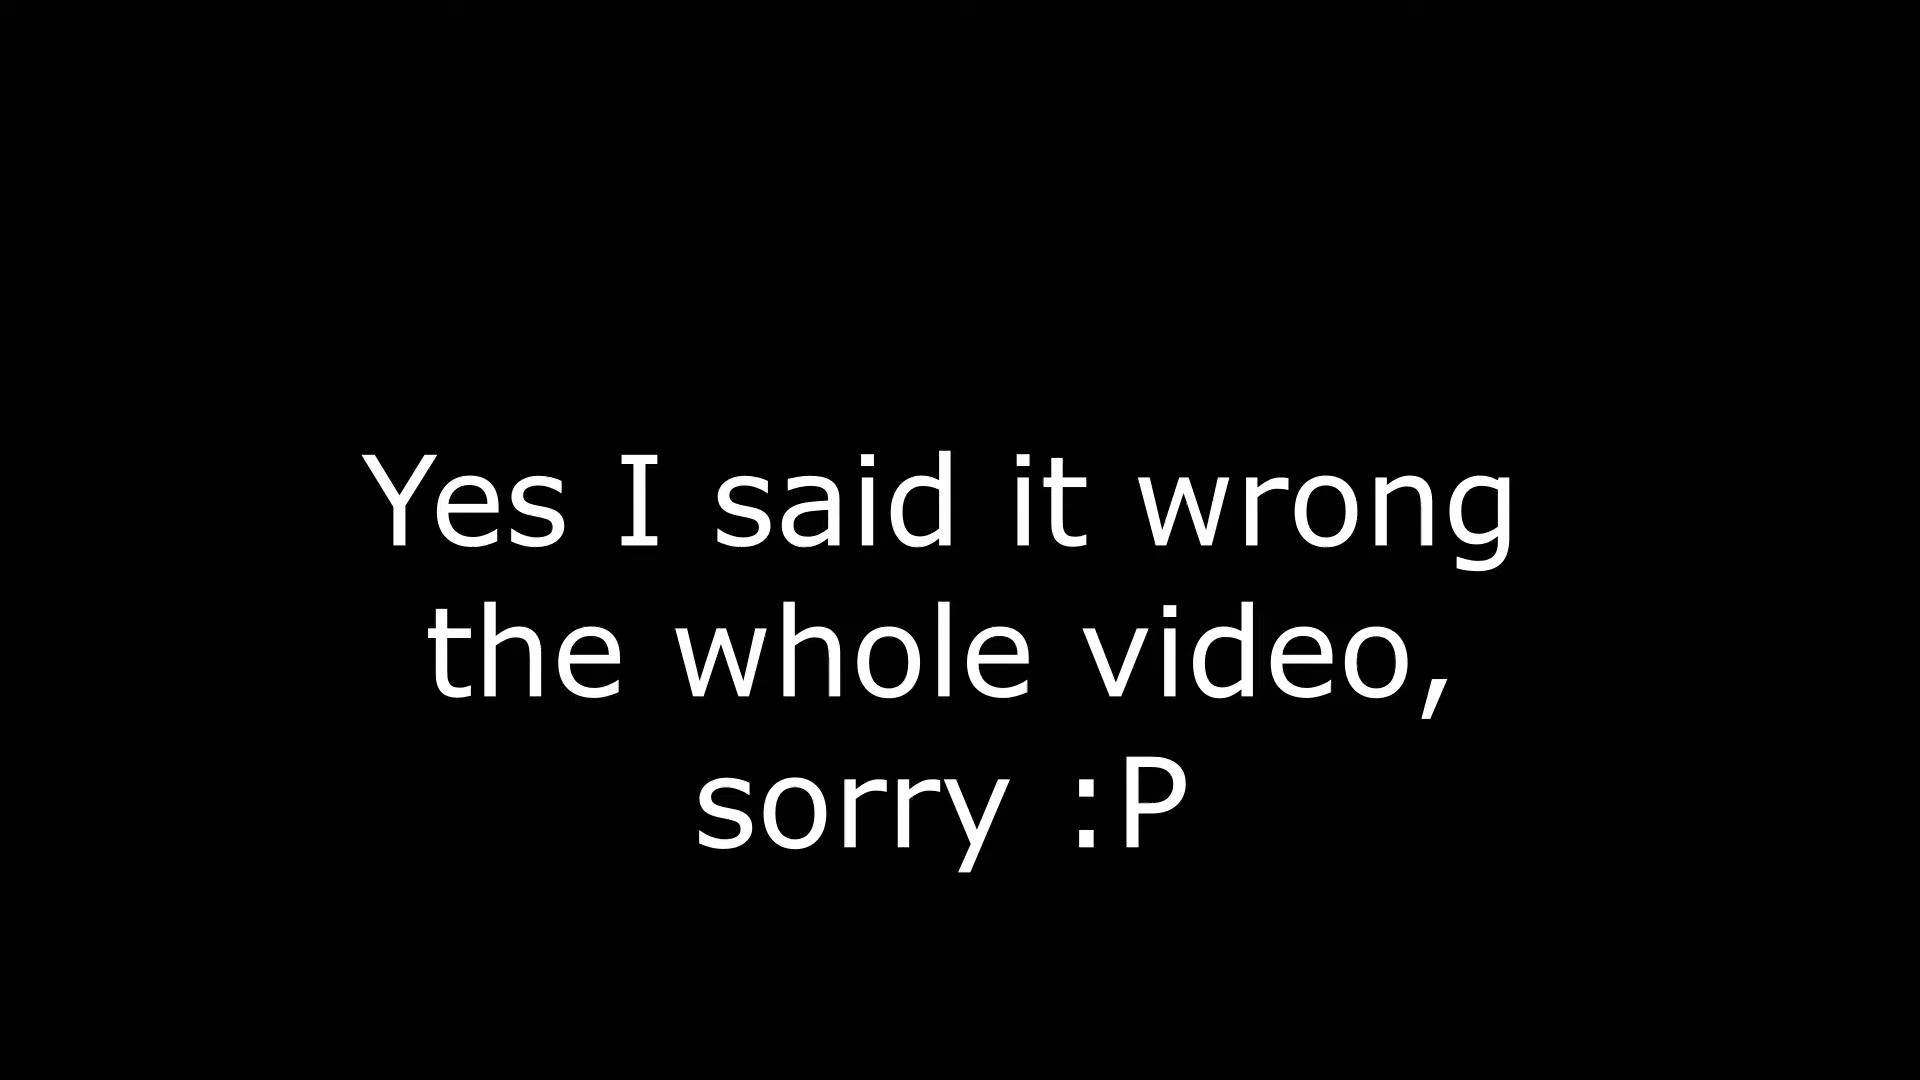 Yes I said it wrong
the whole video,
sorry :P